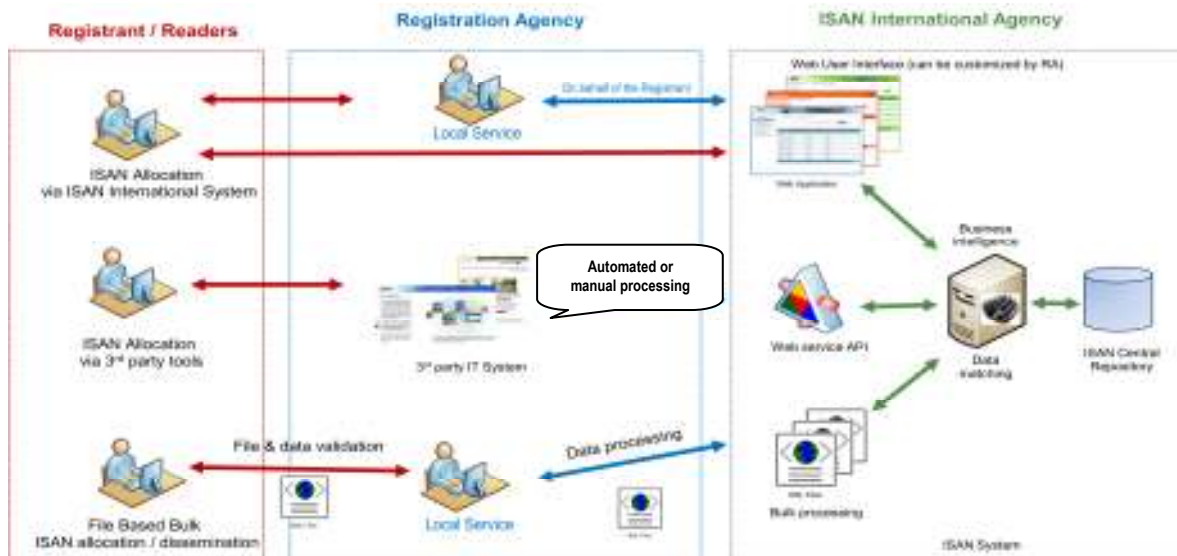 Registrant / Readers
Registration Agency
ISAN International Agency
Web User Interface (can be customized by RA)
On behalf of the Registrant
Local Service
ISAN Allocation
via ISAN International System
Web Application
Business
intelligence
Automated or
manual processing
ISAN Allocation
via 3rd party tools
3rd party IT System
Web service API
Data
matching
ISAN Central
Repository
File & data validation
Data processing
File Based Bulk
ISAN allocation / dissemination
Local Service
XML Files
Bulk processing
ISAN System